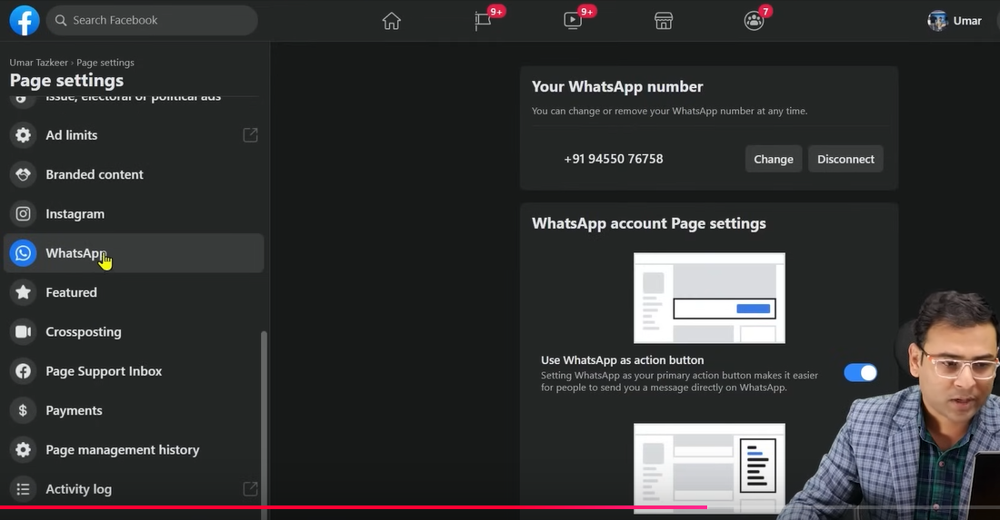 Search Facebook
9+
9+
7
Umar
Umar Tazkeer › Page settings
Page settings
Issue, electoral or political ads
Ad limits
Branded content
Instagram
WhatsApp
Featured
Crossposting
Page Support Inbox
Payments
Page management history
Activity log
Your WhatsApp number
You can change or remove your WhatsApp number at any time.
+91 94550 76758
Change
Disconnect
WhatsApp account Page settings
Use WhatsApp as action button
Setting WhatsApp as your primary action button makes it easier
for people to send you a message directly on WhatsApp.